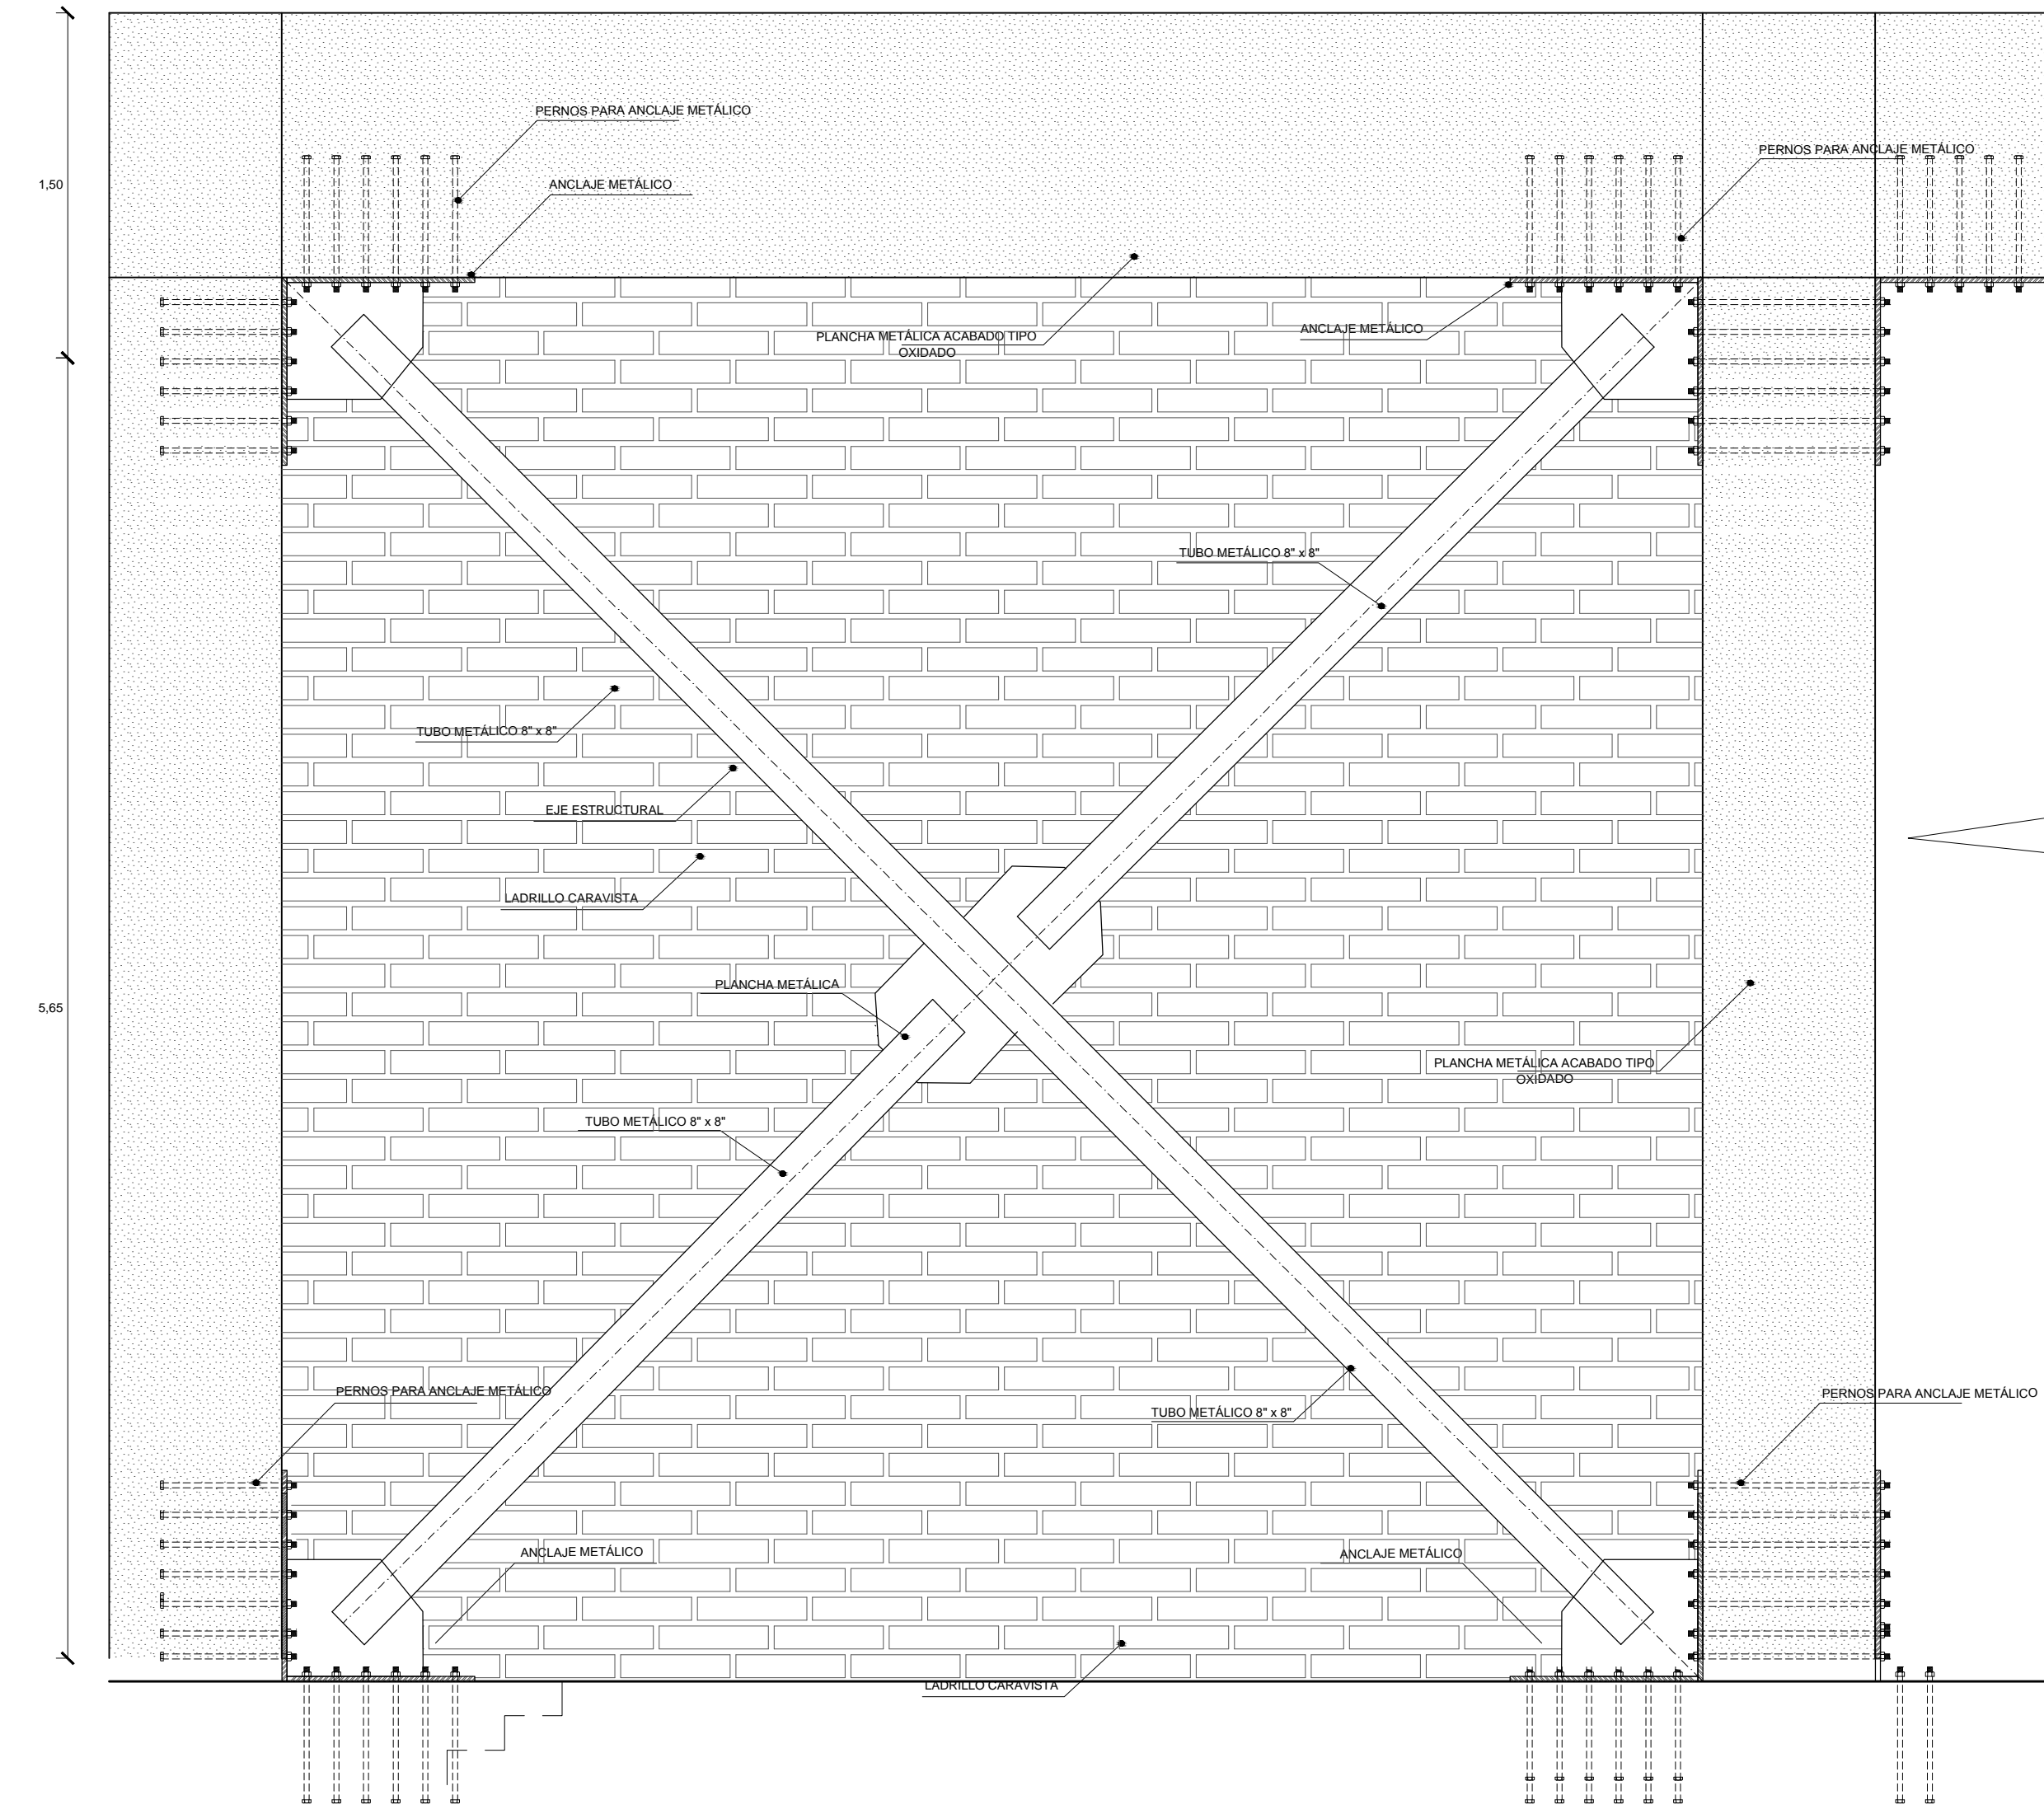 PERNOS PARA ANCLAJE METÁLICO
PERNOS PARA ANCLAJE METÁLICO
1,50
ANCLAJE METÁLICO
PLANCHA METÁLICA ACABADO TIPO
OXIDADO
ANCLAJE METÁLICO
TUBO METÁLICO 8" x 8"
TUBO METÁLICO 8" x 8"
EJE ESTRUCTURAL
LADRILLO CARAVISTA
PLANCHA METÁLICA
5,65
PLANCHA METÁLICA ACABADO TIPO
OXIDADO
TUBO METÁLICO 8" x 8"
PERNOS PARA ANCLAJE METÁLICO
PERNOS PARA ANCLAJE METÁLICO
TUBO METÁLICO 8" x 8"
ANCLAJE METÁLICO
ANCLAJE METÁLICO
LADRILLO CARAVISTA